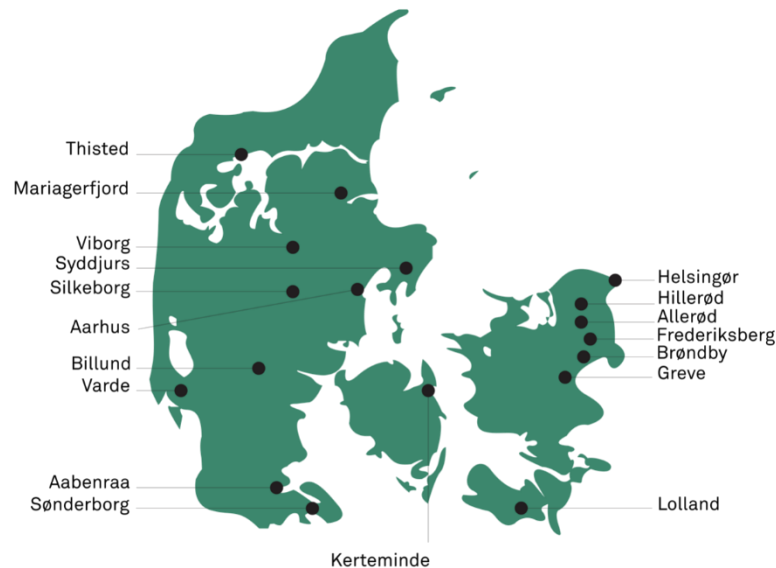 Thisted
Mariagerfjord
Viborg
Syddjurs
Silkeborg
Aarhus
Billund
Varde
Aabenraa
Sønderborg
Kerteminde
Helsingør
Hillerød
Allerød
Frederiksberg
Brøndby
Greve
Lolland